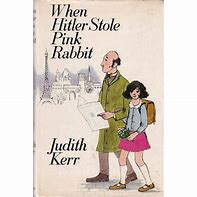 When
Hitler Stole
Pink
Rabbit
Judith
Kerr